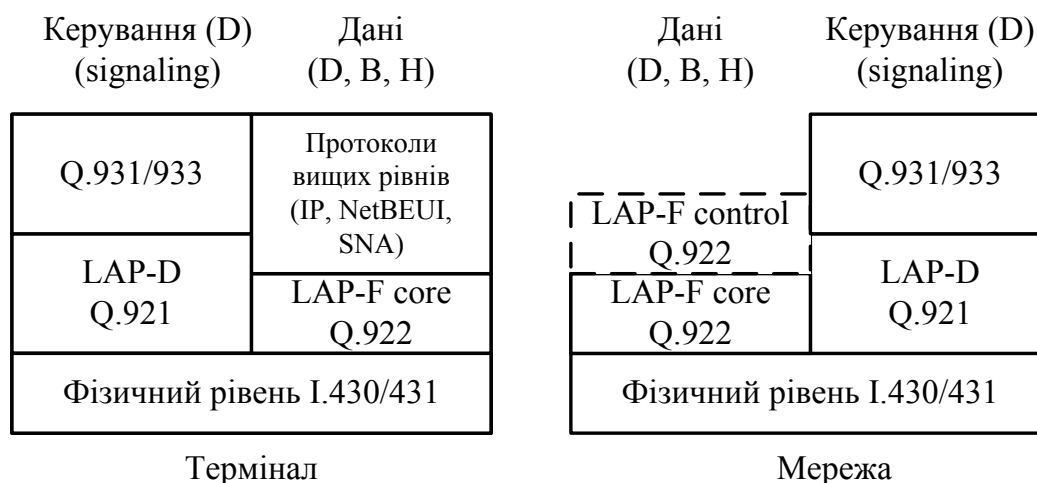 Керування (D)
(signaling)
Дані
(D, B, H)
Q.931/933
Протоколи
вищих рівнів
(IP, NetBEUI,
SNA)
LAP-D
Q.921
LAP-F core
Q.922
Фізичний рівень I.430/431
Термінал
Дані
(D, B, H)
Керування (D)
(signaling)
LAP-F control
Q.922
Q.931/933
LAP-F core
Q.922
LAP-D
Q.921
Фізичний рівень I.430/431
Мережа